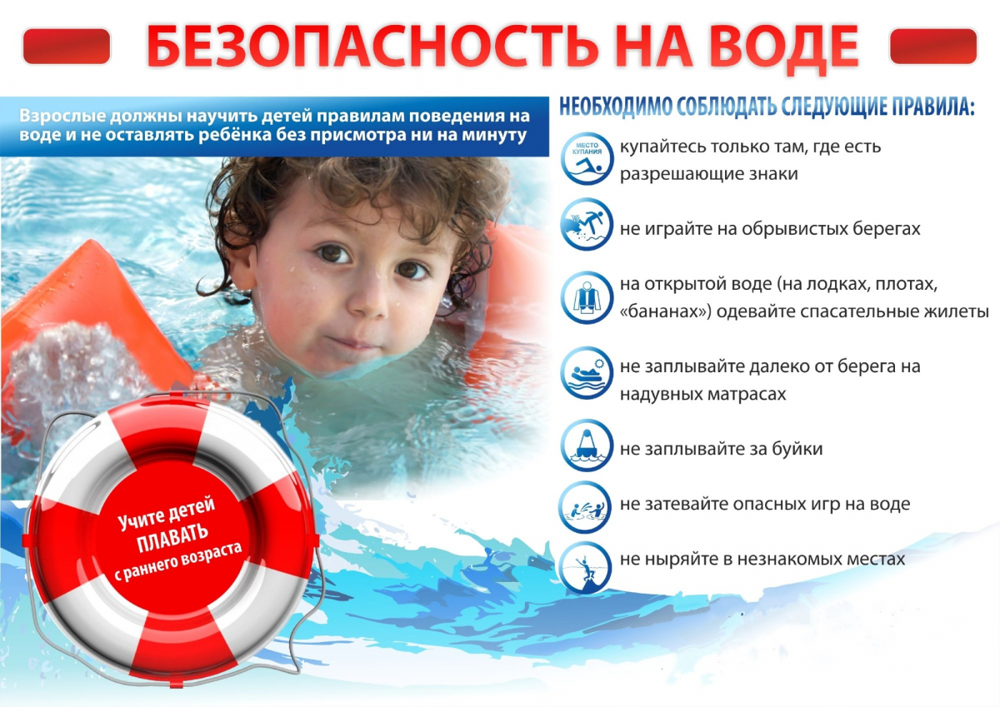 БЕЗОПАСНОСТЬ НА ВОДЕ
Взрослые должны научить детей правилам поведения на
воде и не оставлять ребёнка без присмотра ни на минуту
НЕОБХОДИМО СОБЛЮДАТЬ СЛЕДУЮЩИЕ ПРАВИЛА:
МЕСТО
КУПАНИЯ
купайтесь только там, где есть
разрешающие знаки
не играйте на обрывистых берегах
на открытой воде (на лодках, плотах,
«бананах») одевайте спасательные жилеты
не заплывайте далеко от берега на
надувных матрасах
не заплывайте за буйки
не затевайте опасных игр на воде
не ныряйте в незнакомых местах
Учите детей
ПЛАВАТЬ
с раннего возраста